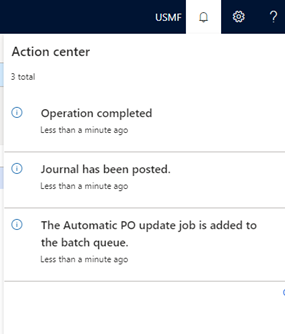 USMF
?
Action center
3 total
Operation completed
Less than a minute ago
Journal has been posted.
Less than a minute ago
The Automatic PO update job is added to
the batch queue.
Less than a minute ago